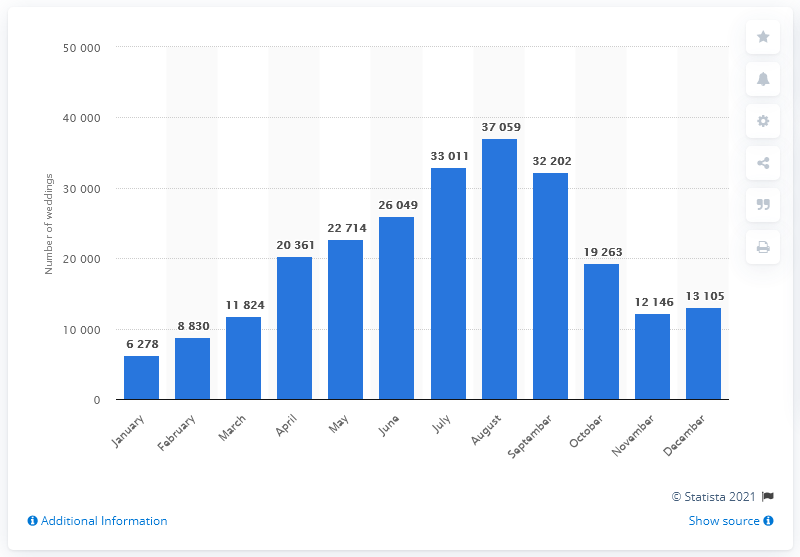 50 000
40 000
30 000
20 000
10 000
0
Number of weddings
6 278
8 830
11 824
20 361
22 714
26 049
33 011
37 059
32 202
19 263
12 146
13 105
January
February
March
April
May
June
July
August
September
October
November
December
© Statista 2021
Additional Information
Show source